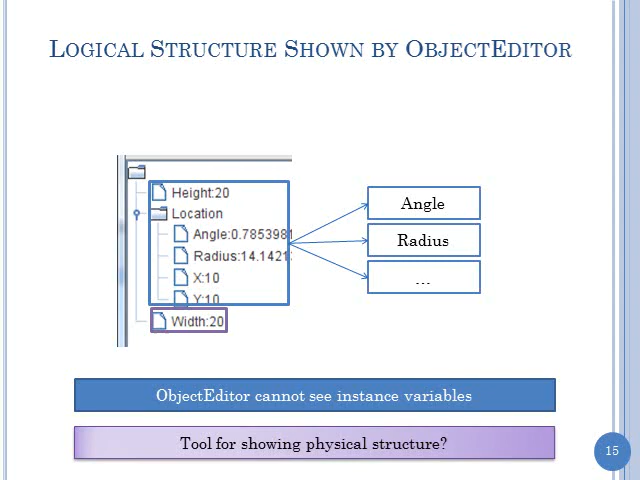 LOGICAL STRUCTURE SHOWN BY OBJECTEDITOR
Height:20
Location
Angle:0.7853981
Radius:14.1421
X:10
Y:10
Width:20
Angle
Radius
...
ObjectEditor cannot see instance variables
Tool for showing physical structure?
15